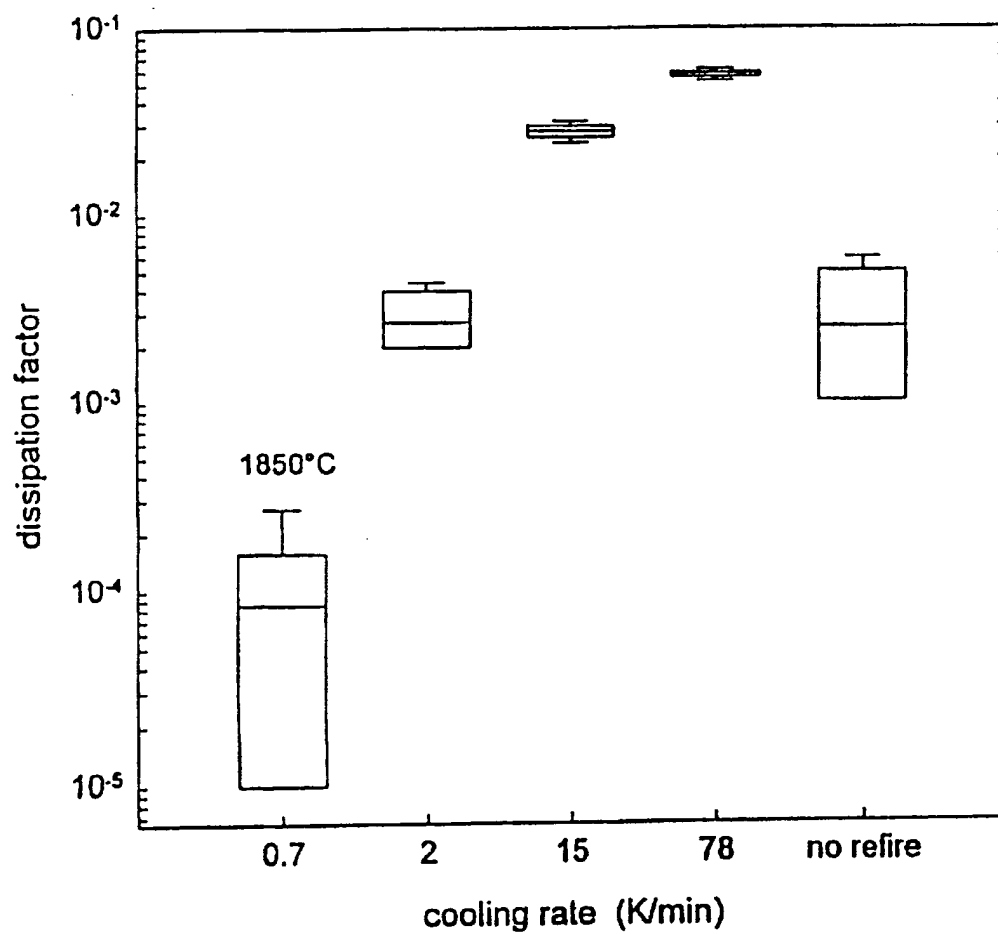 10-1
10-2
10-3
10-4
10-5
dissipation factor
1850°C
0.7 2 15 78 no refire
cooling rate (K/min)